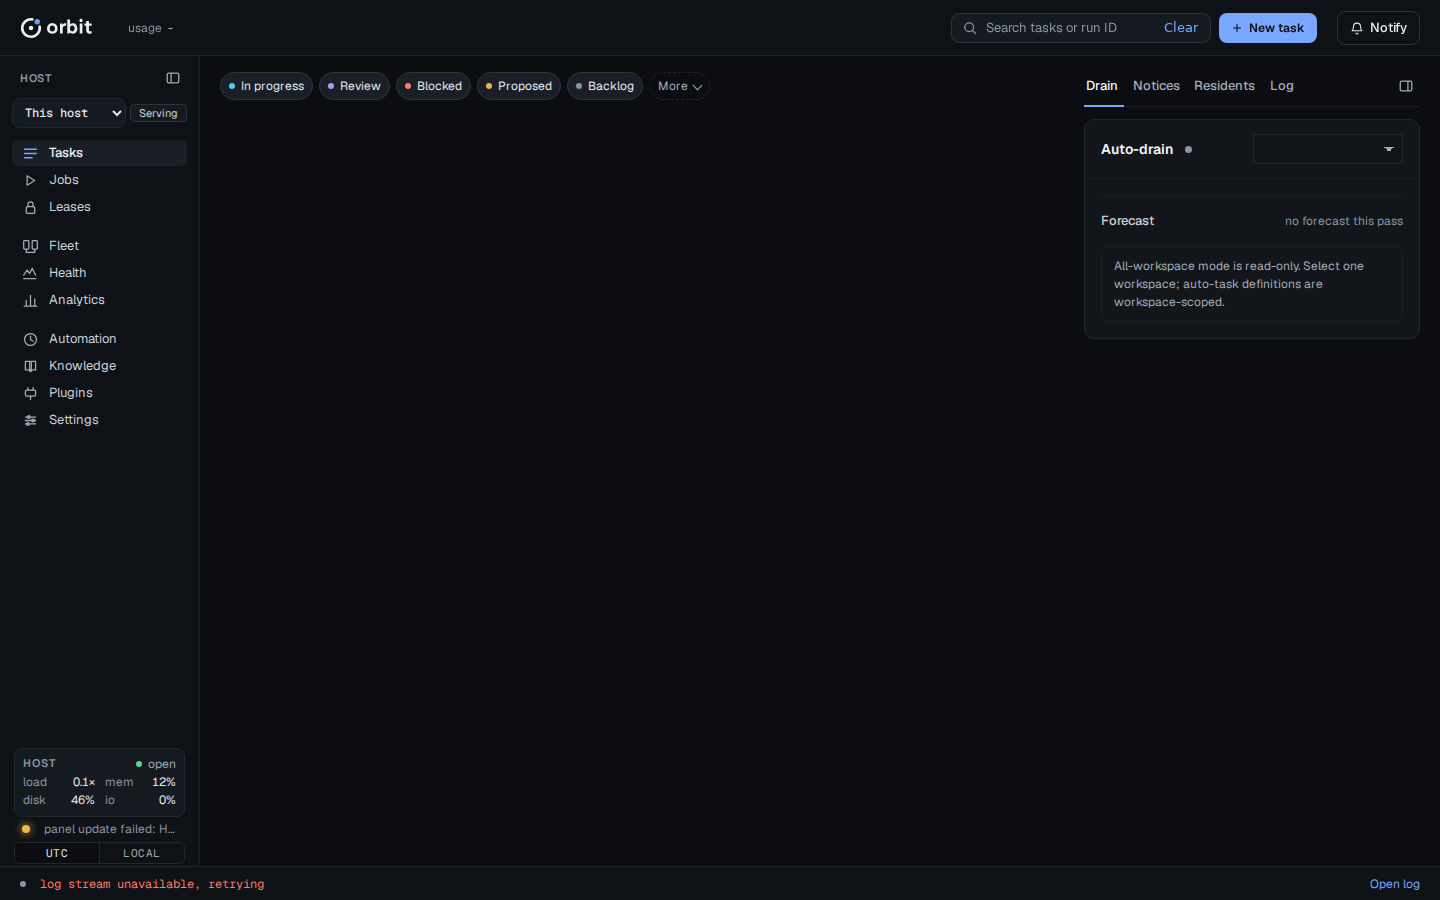 orbit
usage -
Search tasks or run ID
Clear
+ New task
Notify
HOST
This host
Serving
Tasks
Jobs
Leases
Fleet
Health
Analytics
Automation
Knowledge
Plugins
Settings
HOST
open
load 0.1× mem 12%
disk 46% io 0%
panel update failed: H…
UTC
LOCAL
In progress
Review
Blocked
Proposed
Backlog
More
Drain
Notices
Residents
Log
Auto-drain
Forecast
no forecast this pass
All-workspace mode is read-only. Select one
workspace; auto-task definitions are
workspace-scoped.
log stream unavailable, retrying
Open log